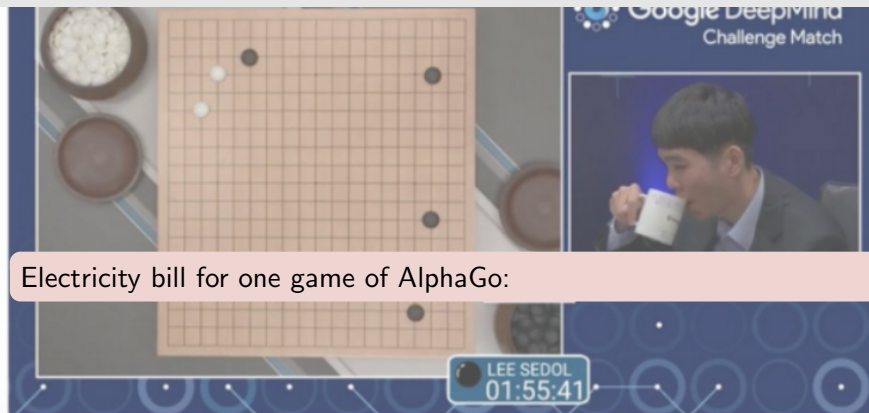 Google DeepMind
Challenge Match
Electricity bill for one game of AlphaGo:
LEE SEDOL
01:55:41